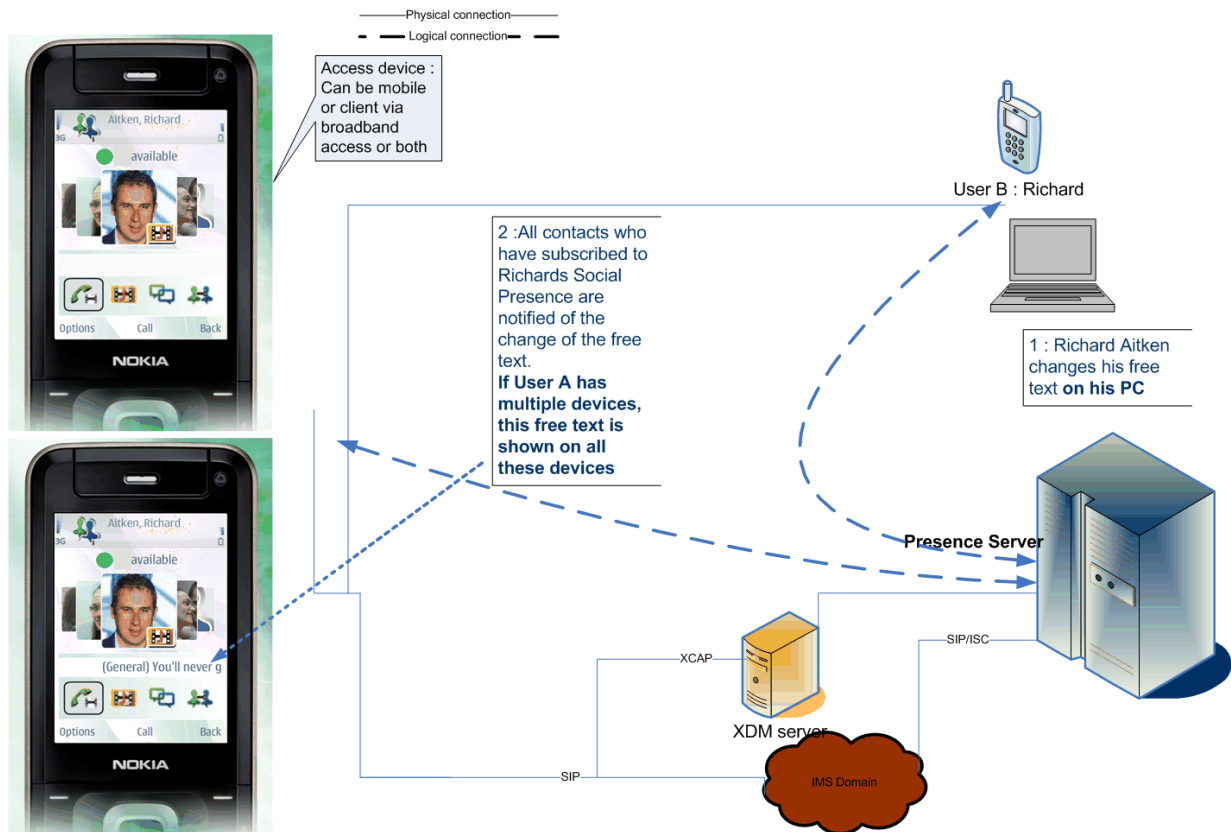 Physical connection
Logical connection
Access device :
Can be mobile
or client via
broadband
access or both
Aitken, Richard
3G
available
Options
Call
Back
NOKIA
User B : Richard
2 :All contacts who
have subscribed to
Richards Social
Presence are
notified of the
change of the free
text.
If User A has
multiple devices,
this free text is
shown on all
these devices
1 : Richard Aitken
changes his free
text on his PC
Aitken, Richard
3G
available
(General) You'll never g
Options
Call
Back
NOKIA
Presence Server
SIP/ISC
XCAP
XDM server
SIP
IMS Domain